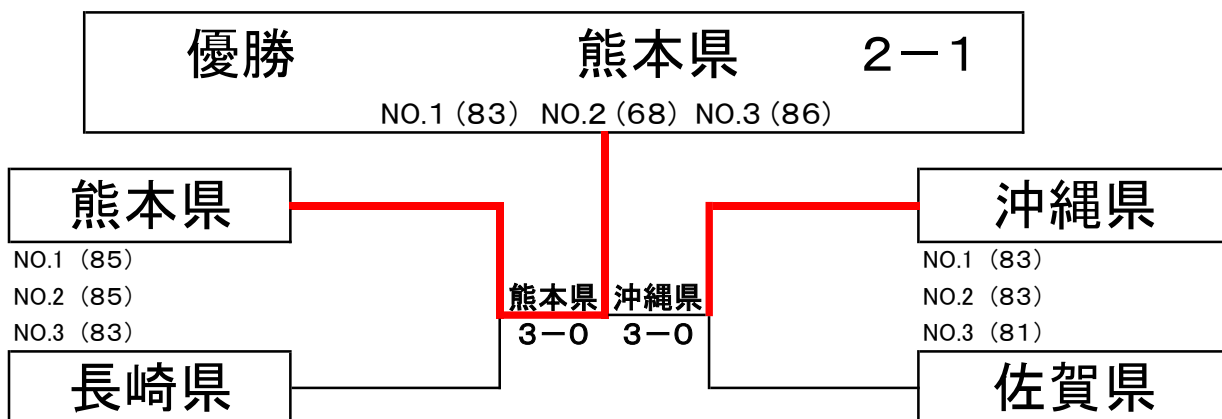 優勝 熊本県 2－1
NO.1（83） NO.2（68） NO.3（86）
熊本県 沖縄県
NO.1（85） NO.1（83）
NO.2（85） NO.2（83）
熊本県 沖縄県
NO.3（83） 3－0 3－0 NO.3（81）
長崎県 佐賀県